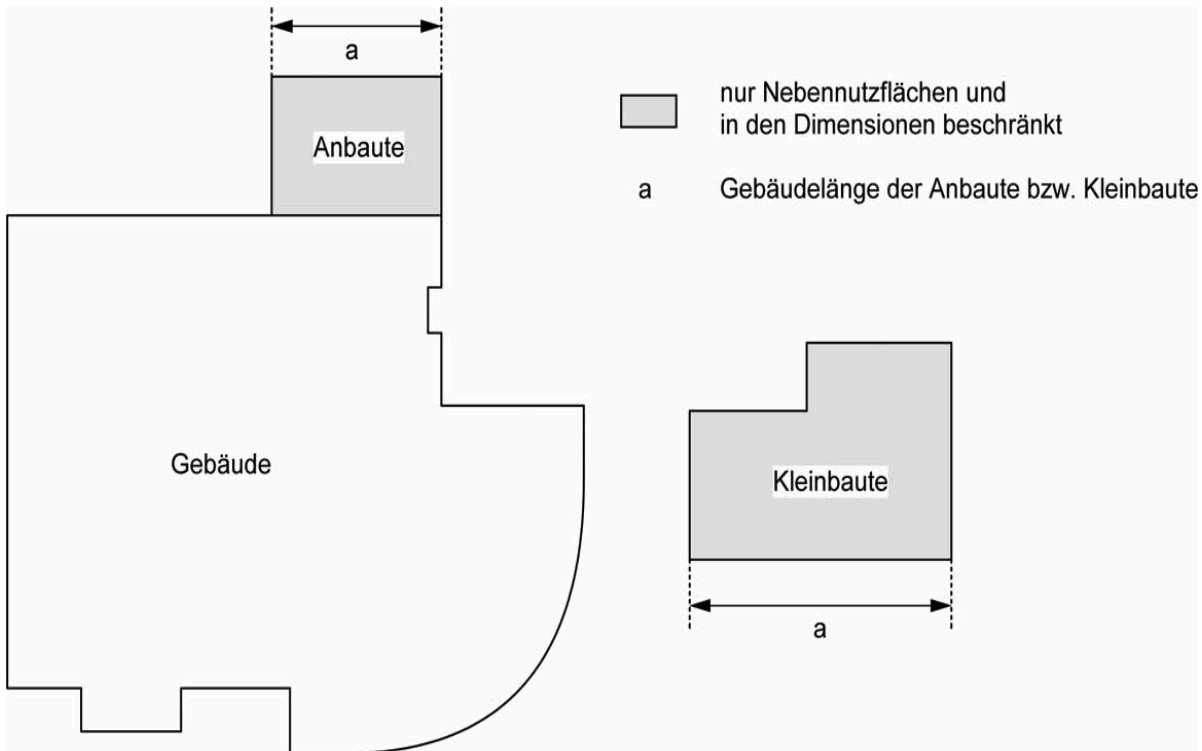 a
Anbaute
nur Nebennutzflächen und
in den Dimensionen beschränkt
a Gebäudelänge der Anbaute bzw. Kleinbaute
Gebäude
Kleinbaute
a